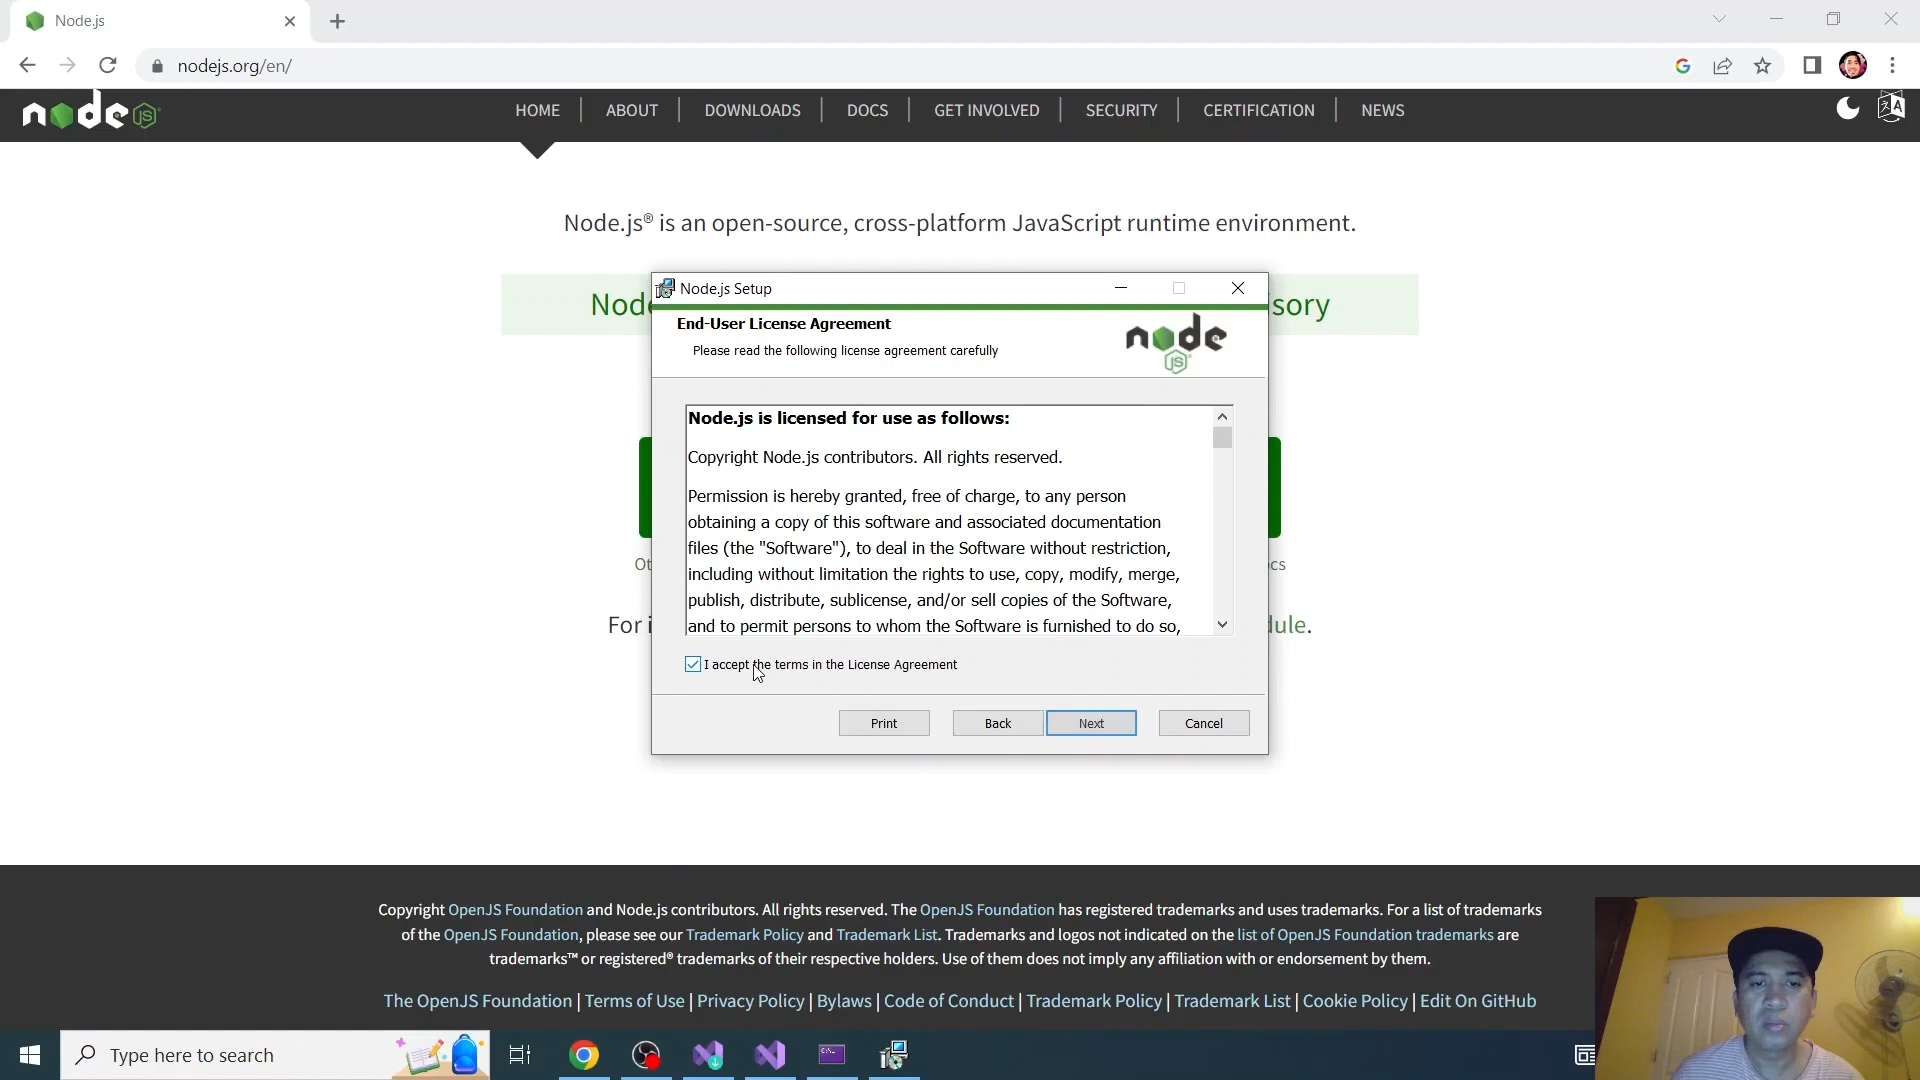 Node.js
nodejs.org/en/
node JS
HOME
ABOUT
DOWNLOADS
DOCS
GET INVOLVED
SECURITY
CERTIFICATION
NEWS
Node.js® is an open-source, cross-platform JavaScript runtime environment.
Node.js Setup
End-User License Agreement
Please read the following license agreement carefully
node JS
Node.js is licensed for use as follows:
Copyright Node.js contributors. All rights reserved.
Permission is hereby granted, free of charge, to any person
obtaining a copy of this software and associated documentation
files (the "Software"), to deal in the Software without restriction,
including without limitation the rights to use, copy, modify, merge,
publish, distribute, sublicense, and/or sell copies of the Software,
and to permit persons to whom the Software is furnished to do so,
For
I accept the terms in the License Agreement
Print
Back
Next
Cancel
Copyright OpenJS Foundation and Node.js contributors. All rights reserved. The OpenJS Foundation has registered trademarks and uses trademarks. For a list of trademarks
of the OpenJS Foundation, please see our Trademark Policy and Trademark List. Trademarks and logos not indicated on the list of OpenJS Foundation trademarks are
trademarks™ or registered® trademarks of their respective holders. Use of them does not imply any affiliation with or endorsement by them.
The OpenJS Foundation | Terms of Use | Privacy Policy | Bylaws | Code of Conduct | Trademark Policy | Trademark List | Cookie Policy | Edit On GitHub
Type here to search